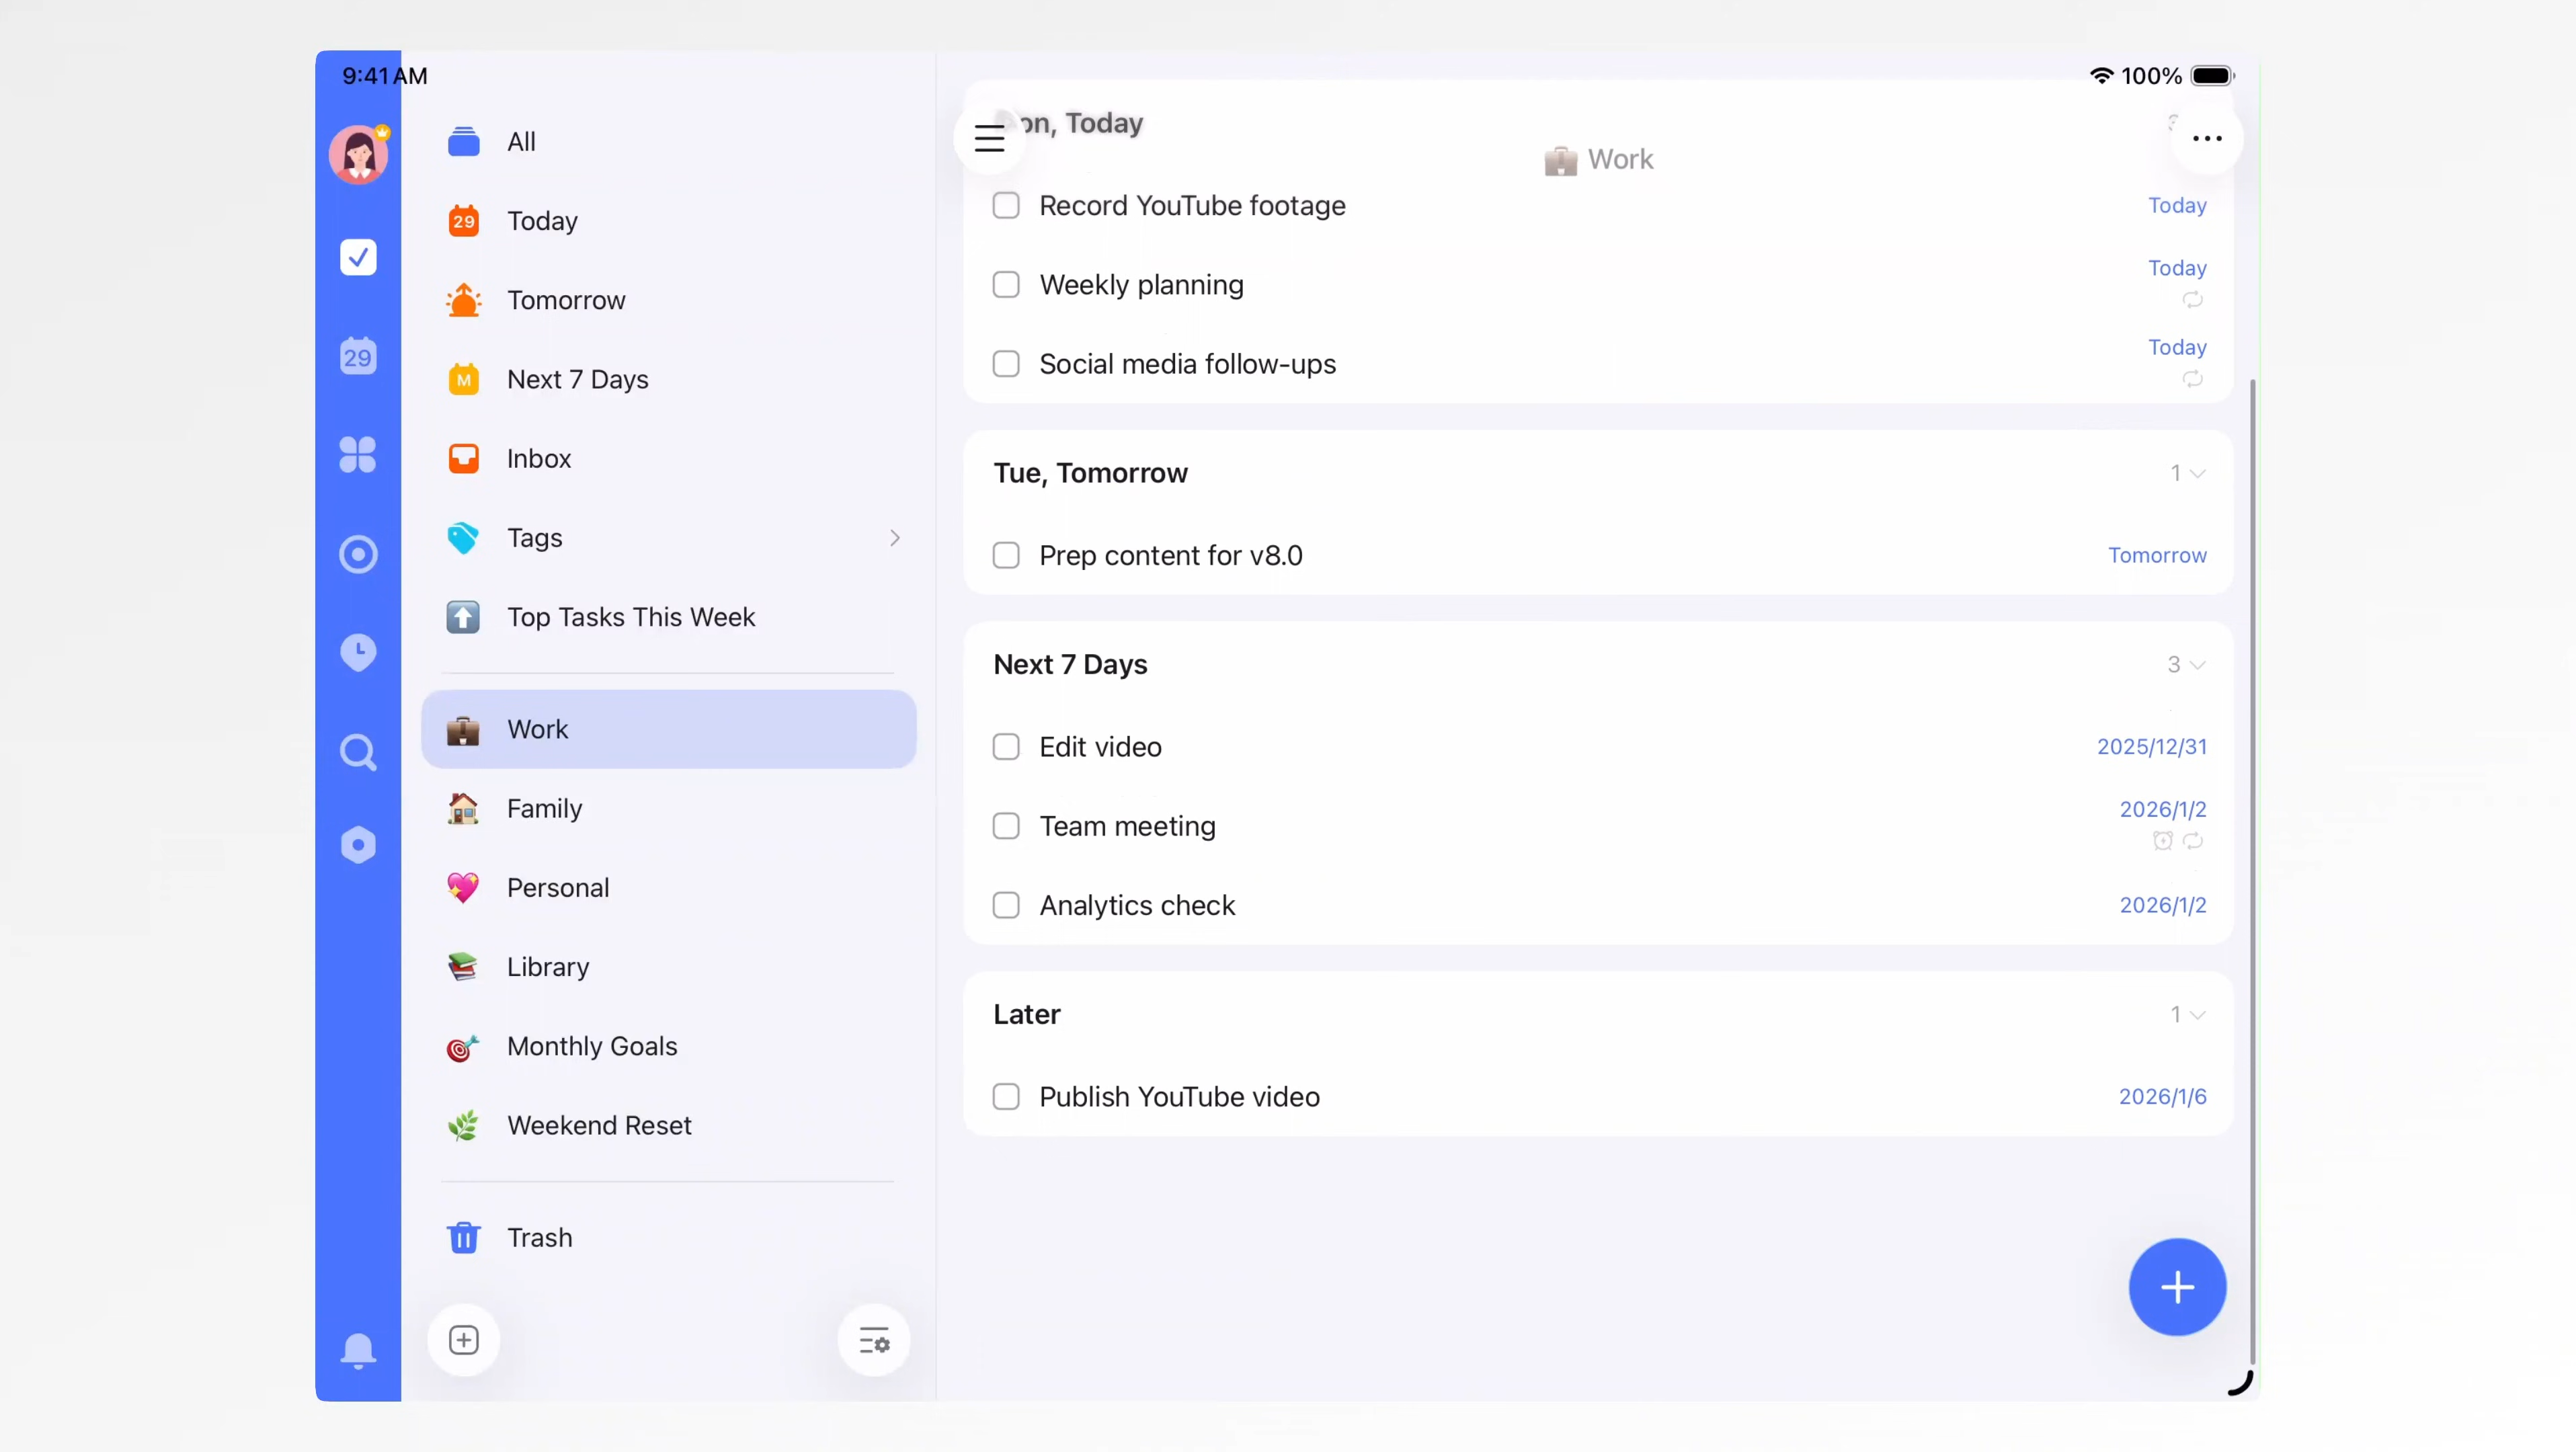 9:41 AM
100%
29
All
29 Today
Tomorrow
M Next 7 Days
Inbox
Tags
Top Tasks This Week
Work
Family
Personal
Library
Monthly Goals
Weekend Reset
Trash
on, Today
Work
Record YouTube footage Today
Weekly planning Today
Social media follow-ups Today
Tue, Tomorrow 1
Prep content for v8.0 Tomorrow
Next 7 Days 3
Edit video 2025/12/31
Team meeting 2026/1/2
Analytics check 2026/1/2
Later 1
Publish YouTube video 2026/1/6